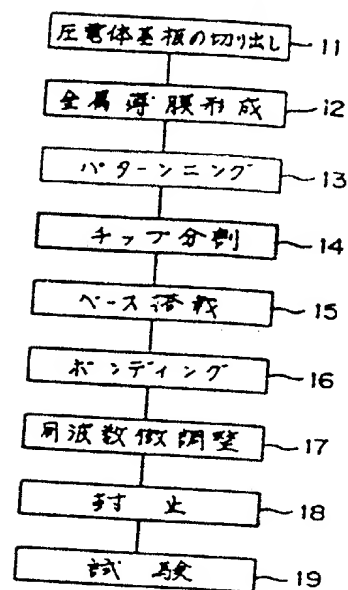 圧電体基板の切り出し 11
金属薄膜形成 12
パターンニング 13
チップ分割 14
ベース搭載 15
ボンディング 16
周波数微調整 17
封止 18
試験 19